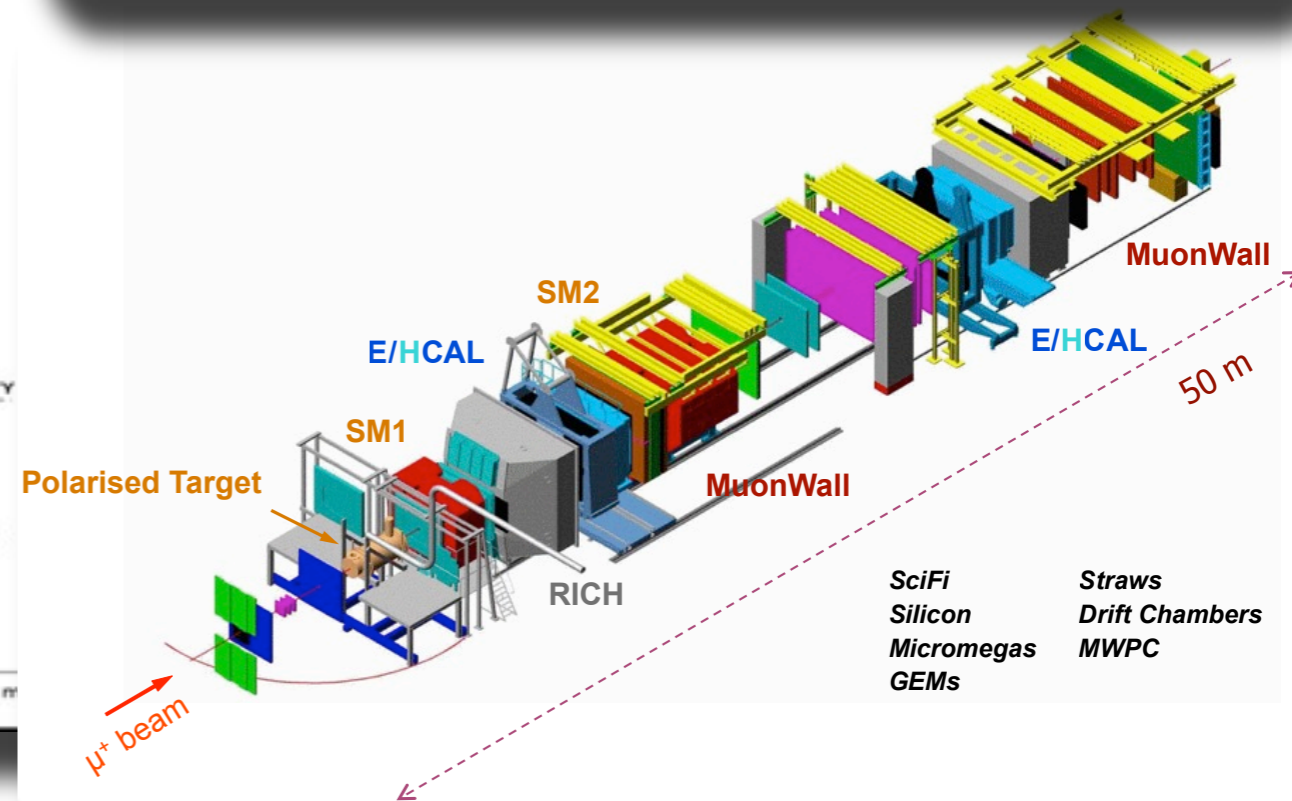 MuonWall
SM2
E/HCAL
E/HCAL
50 m
SM1
Polarised Target
MuonWall
RICH
SciFi Straws
Silicon Drift Chambers
Micromegas MWPC
GEMs
μ⁺ beam